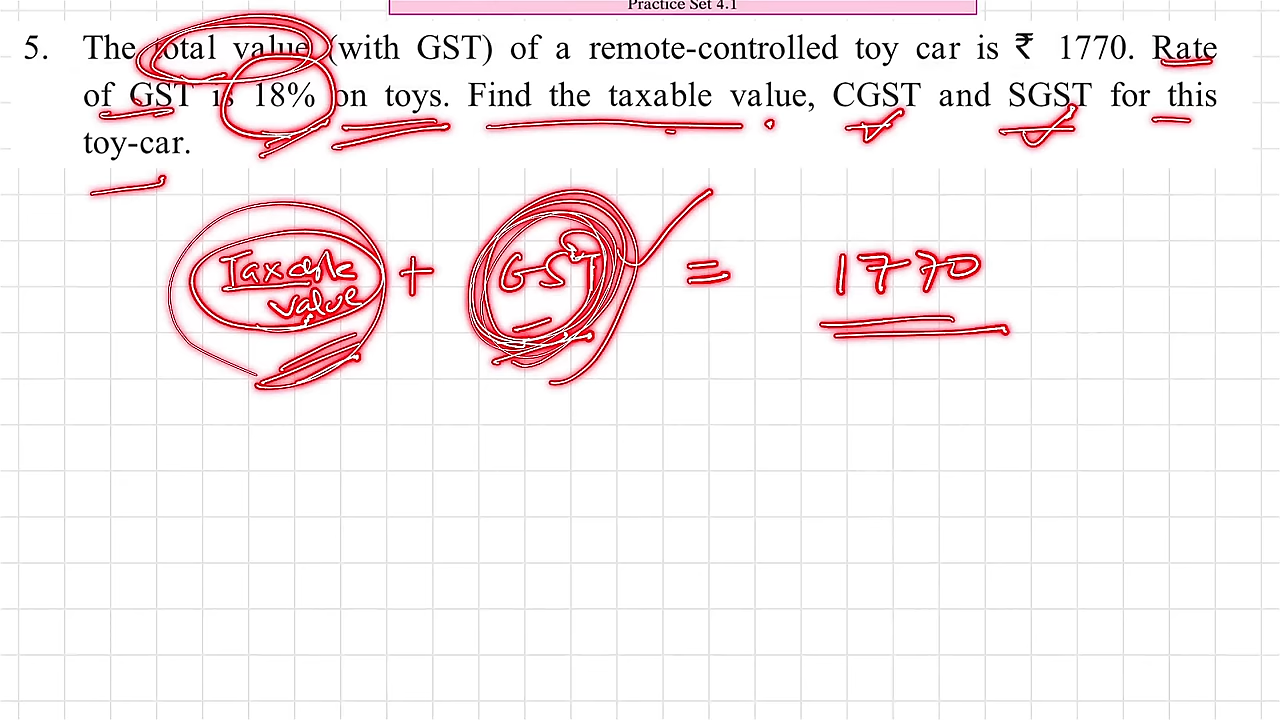 Practice Set 4.1
5. The total value (with GST) of a remote-controlled toy car is ₹ 1770. Rate
of GST is 18% on toys. Find the taxable value, CGST and SGST for this
toy-car.
Taxable + GST = 1770
value